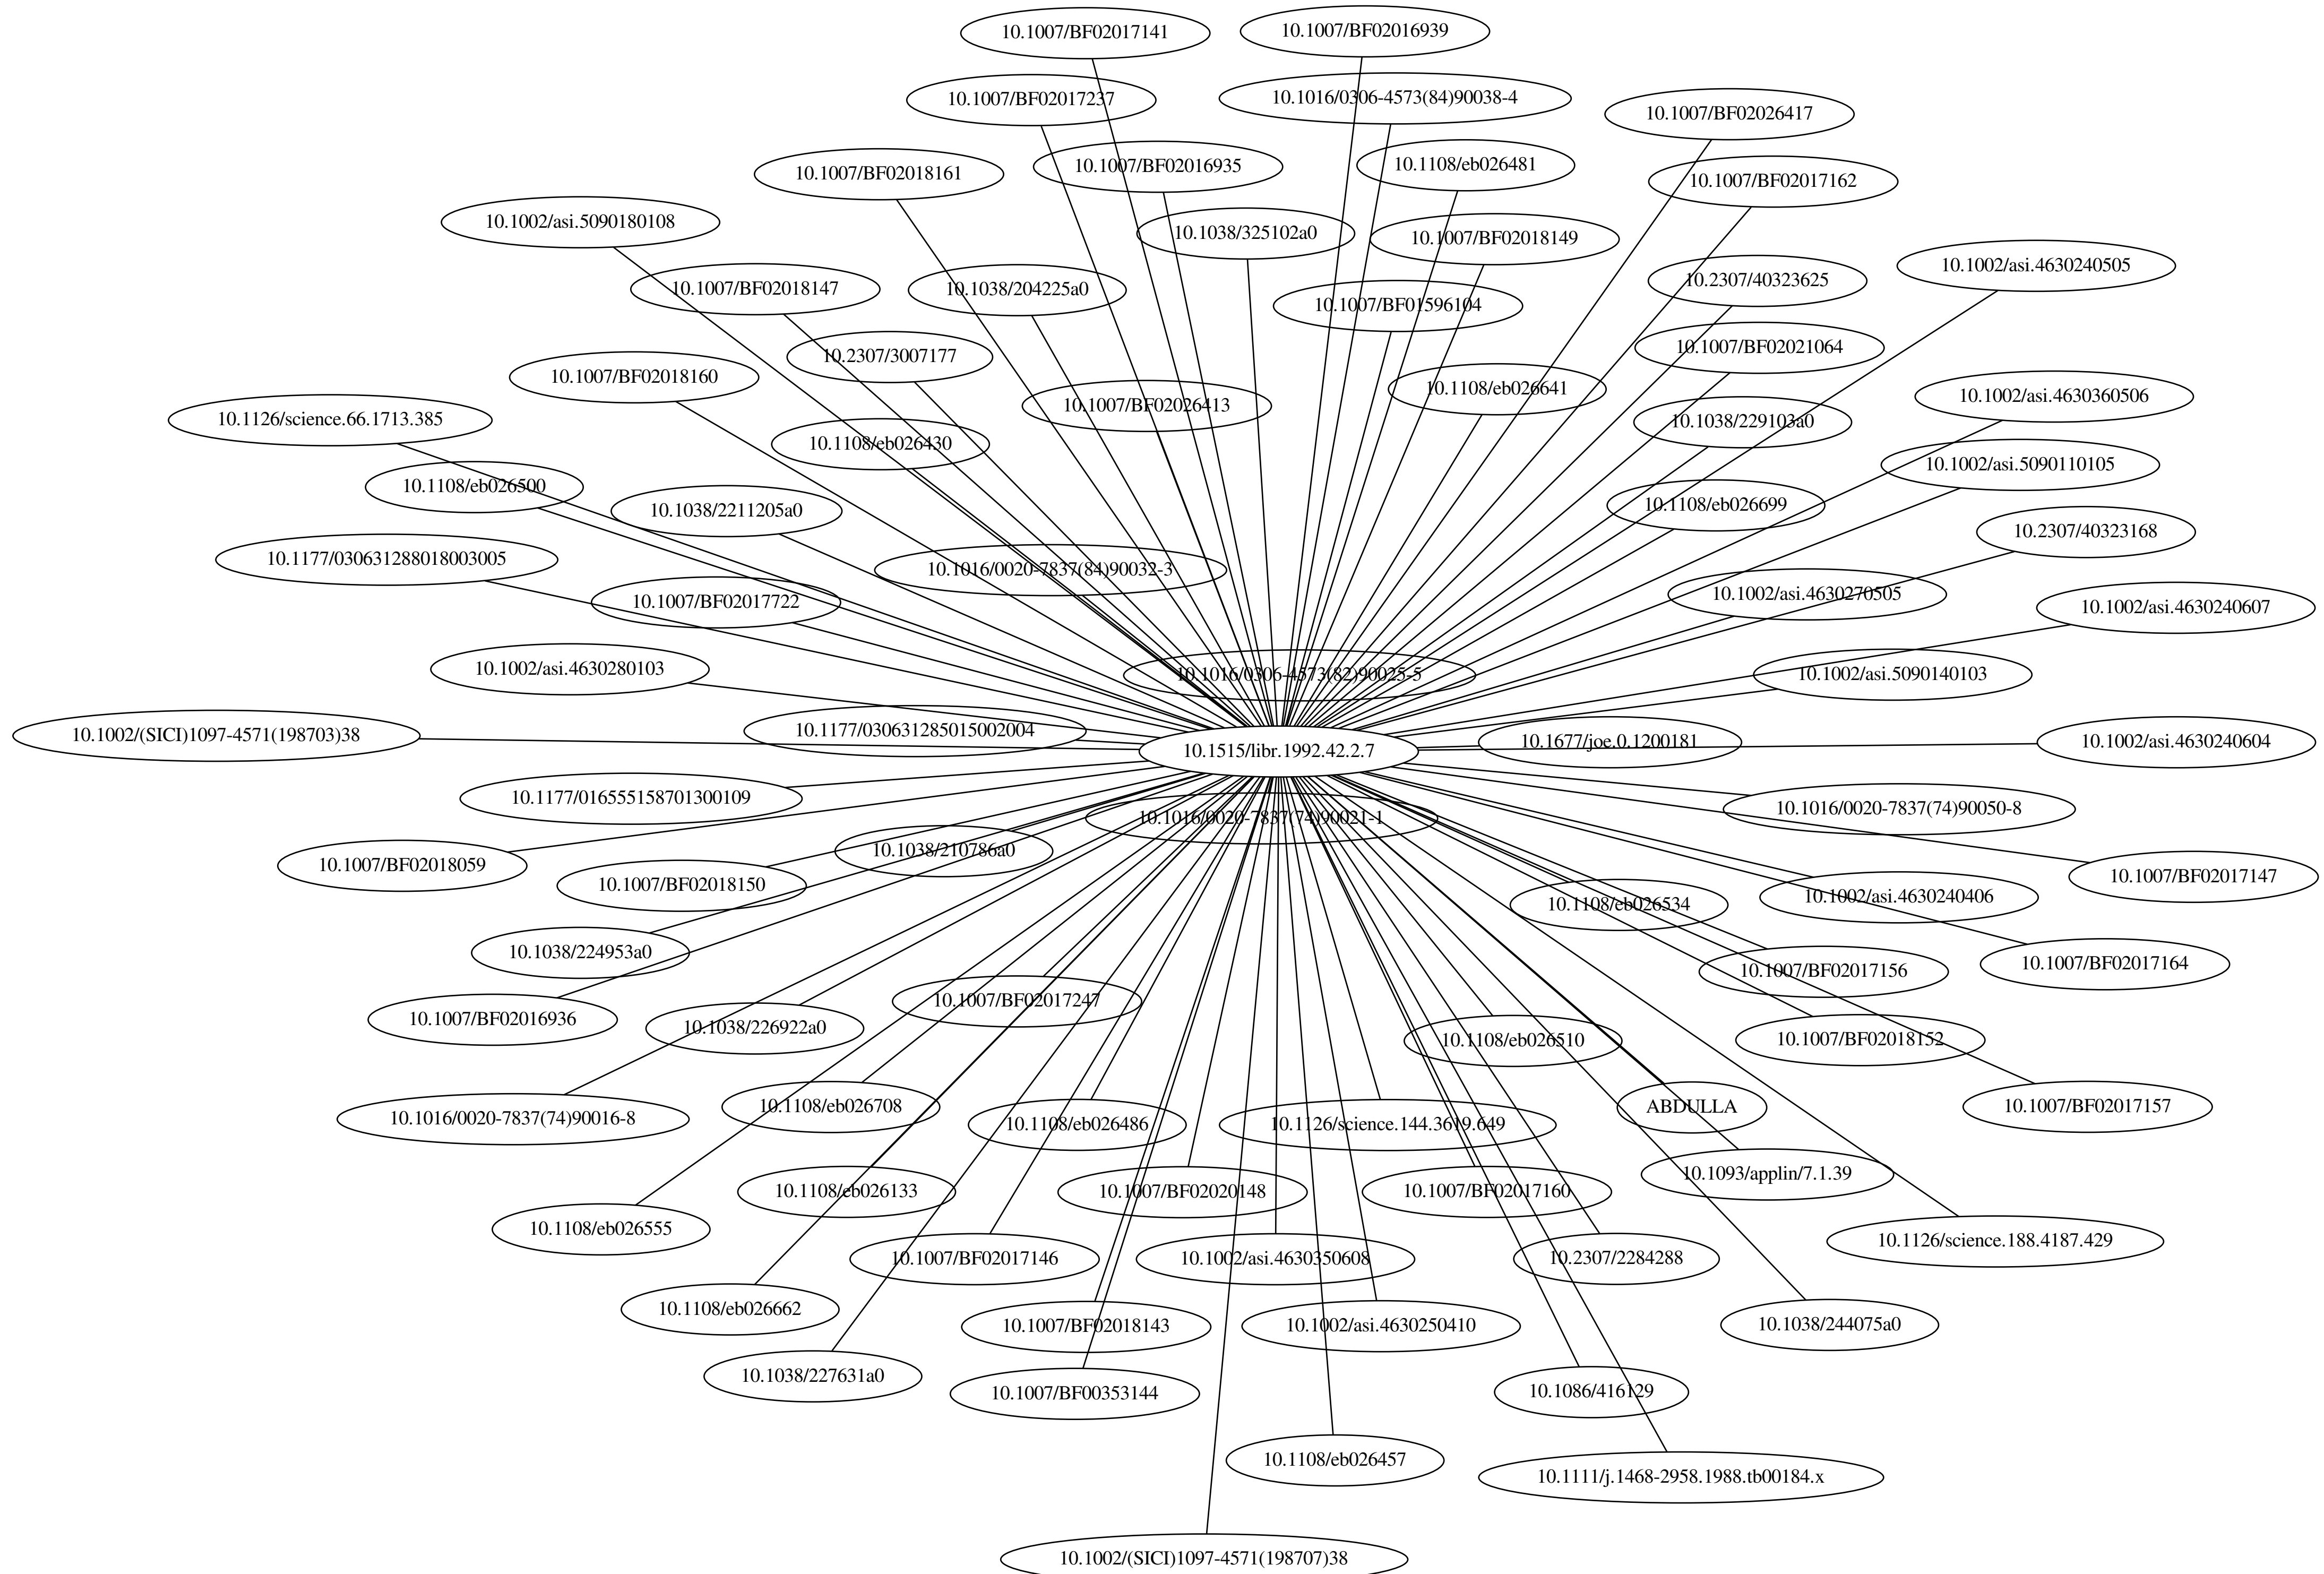 10.1007/BF02017141
10.1007/BF02016939
10.1007/BF02017237
10.1016/0306-4573(84)90038-4
10.1007/BF02026417
10.1007/BF02018161
10.1007/BF02016935
10.1108/eb026481
10.1007/BF02017162
10.1002/asi.5090180108
10.1038/325102a0
10.1007/BF02018149
10.1002/asi.4630240505
10.1007/BF02018147
10.1038/204225a0
10.2307/40323625
10.1007/BF01596104
10.2307/3007177
10.1007/BF02021064
10.1007/BF02018160
10.1108/eb026641
10.1002/asi.4630360506
10.1007/BF02026413
10.1126/science.66.1713.385
10.1038/229103a0
10.1108/eb026430
10.1002/asi.5090110105
10.1108/eb026500
10.1038/2211205a0
10.1108/eb026699
10.2307/40323168
10.1177/030631288018003005
10.1016/0020-7837(84)90032-3
10.1002/asi.4630270505
10.1007/BF02017722
10.1002/asi.4630240607
10.1002/asi.4630280103
10.1016/0306-4573(82)90025-5
10.1002/asi.5090140103
10.1002/(SICI)1097-4571(198703)38
10.1177/030631285015002004
10.1515/libr.1992.42.2.7
10.1677/joe.0.1200181
10.1002/asi.4630240604
10.1177/016555158701300109
10.1016/0020-7837(74)90021-1
10.1016/0020-7837(74)90050-8
10.1007/BF02018059
10.1038/210786a0
10.1007/BF02017147
10.1007/BF02018150
10.1108/eb026534
10.1002/asi.4630240406
10.1038/224953a0
10.1007/BF02017156
10.1007/BF02017164
10.1007/BF02016936
10.1038/226922a0
10.1007/BF02017247
10.1108/eb026510
10.1007/BF02018152
10.1016/0020-7837(74)90016-8
10.1108/eb026708
10.1108/eb026486
10.1126/science.144.3619.649
ABDULLA
10.1007/BF02017157
10.1108/eb026133
10.1007/BF02020148
10.1007/BF02017160
10.1093/applin/7.1.39
10.1108/eb026555
10.1007/BF02017146
10.1002/asi.4630350608
10.2307/2284288
10.1126/science.188.4187.429
10.1108/eb026662
10.1007/BF02018143
10.1002/asi.4630250410
10.1038/244075a0
10.1038/227631a0
10.1007/BF00353144
10.1086/416129
10.1108/eb026457
10.1111/j.1468-2958.1988.tb00184.x
10.1002/(SICI)1097-4571(198707)38